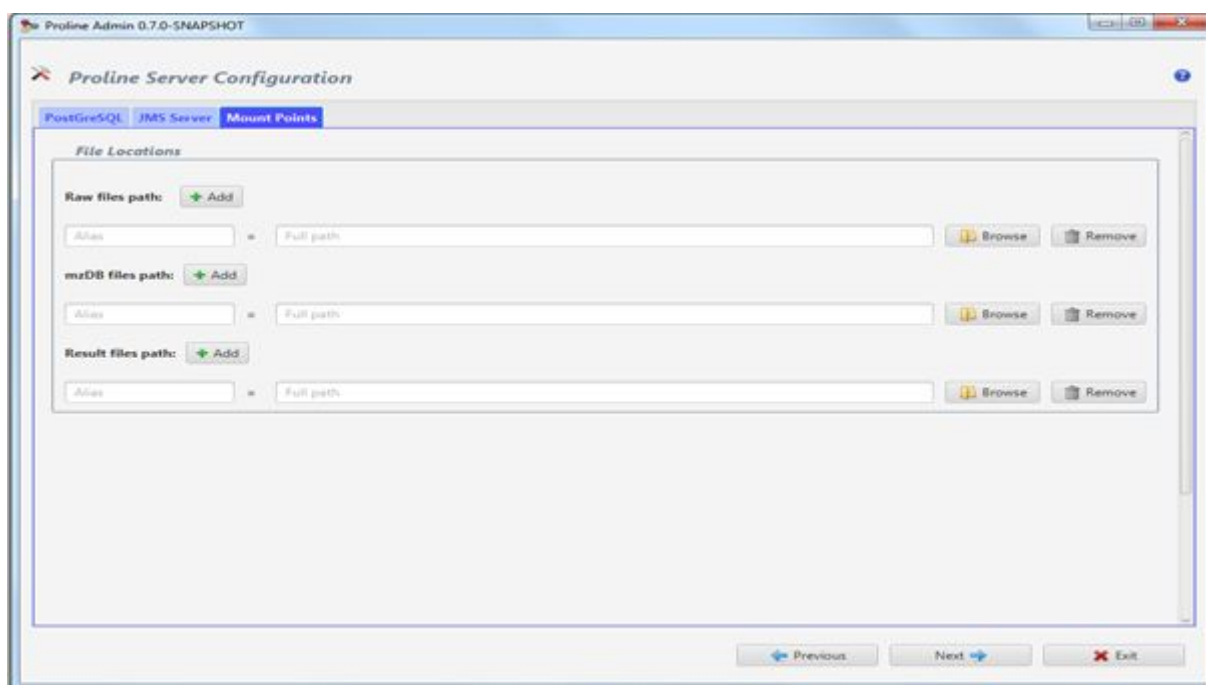 Proline Admin 0.7.0-SNAPSHOT
Proline Server Configuration
PostGreSQL JMS Server Mount Points
File Locations
Raw files path: Add
Alias = Full path Browse Remove
mzDB files path: Add
Alias = Full path Browse Remove
Result files path: Add
Alias = Full path Browse Remove
Previous Next Exit